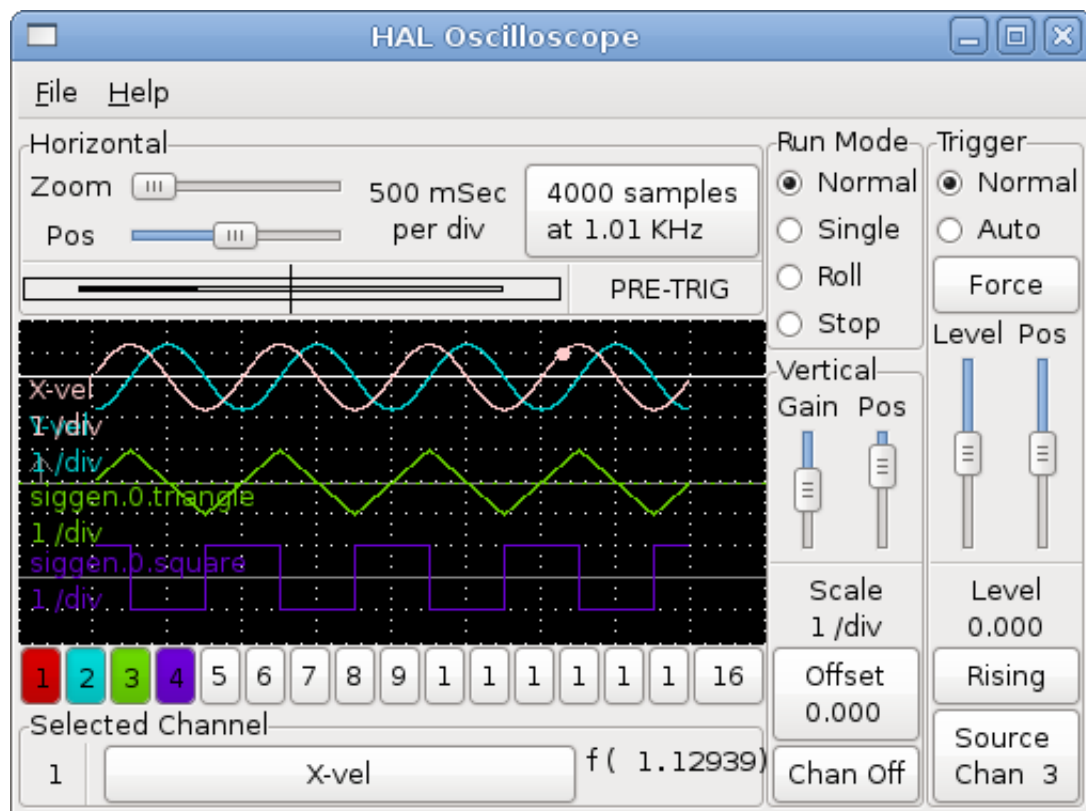 HAL Oscilloscope
File Help
Horizontal
Zoom
Pos
500 mSec
per div
4000 samples
at 1.01 KHz
PRE-TRIG
Run Mode
Normal
Single
Roll
Stop
Trigger
Normal
Auto
Force
Level Pos
Vertical
Gain Pos
X-vel
1 /div
Y-vel
1 /div
siggen.0.triangle
1 /div
siggen.0.square
1 /div
Scale
1 /div
Level
0.000
1 2 3 4 5 6 7 8 9 1 1 1 1 1 1 16
Offset
0.000
Rising
Selected Channel
1 X-vel f( 1.12939)
Chan Off
Source
Chan 3